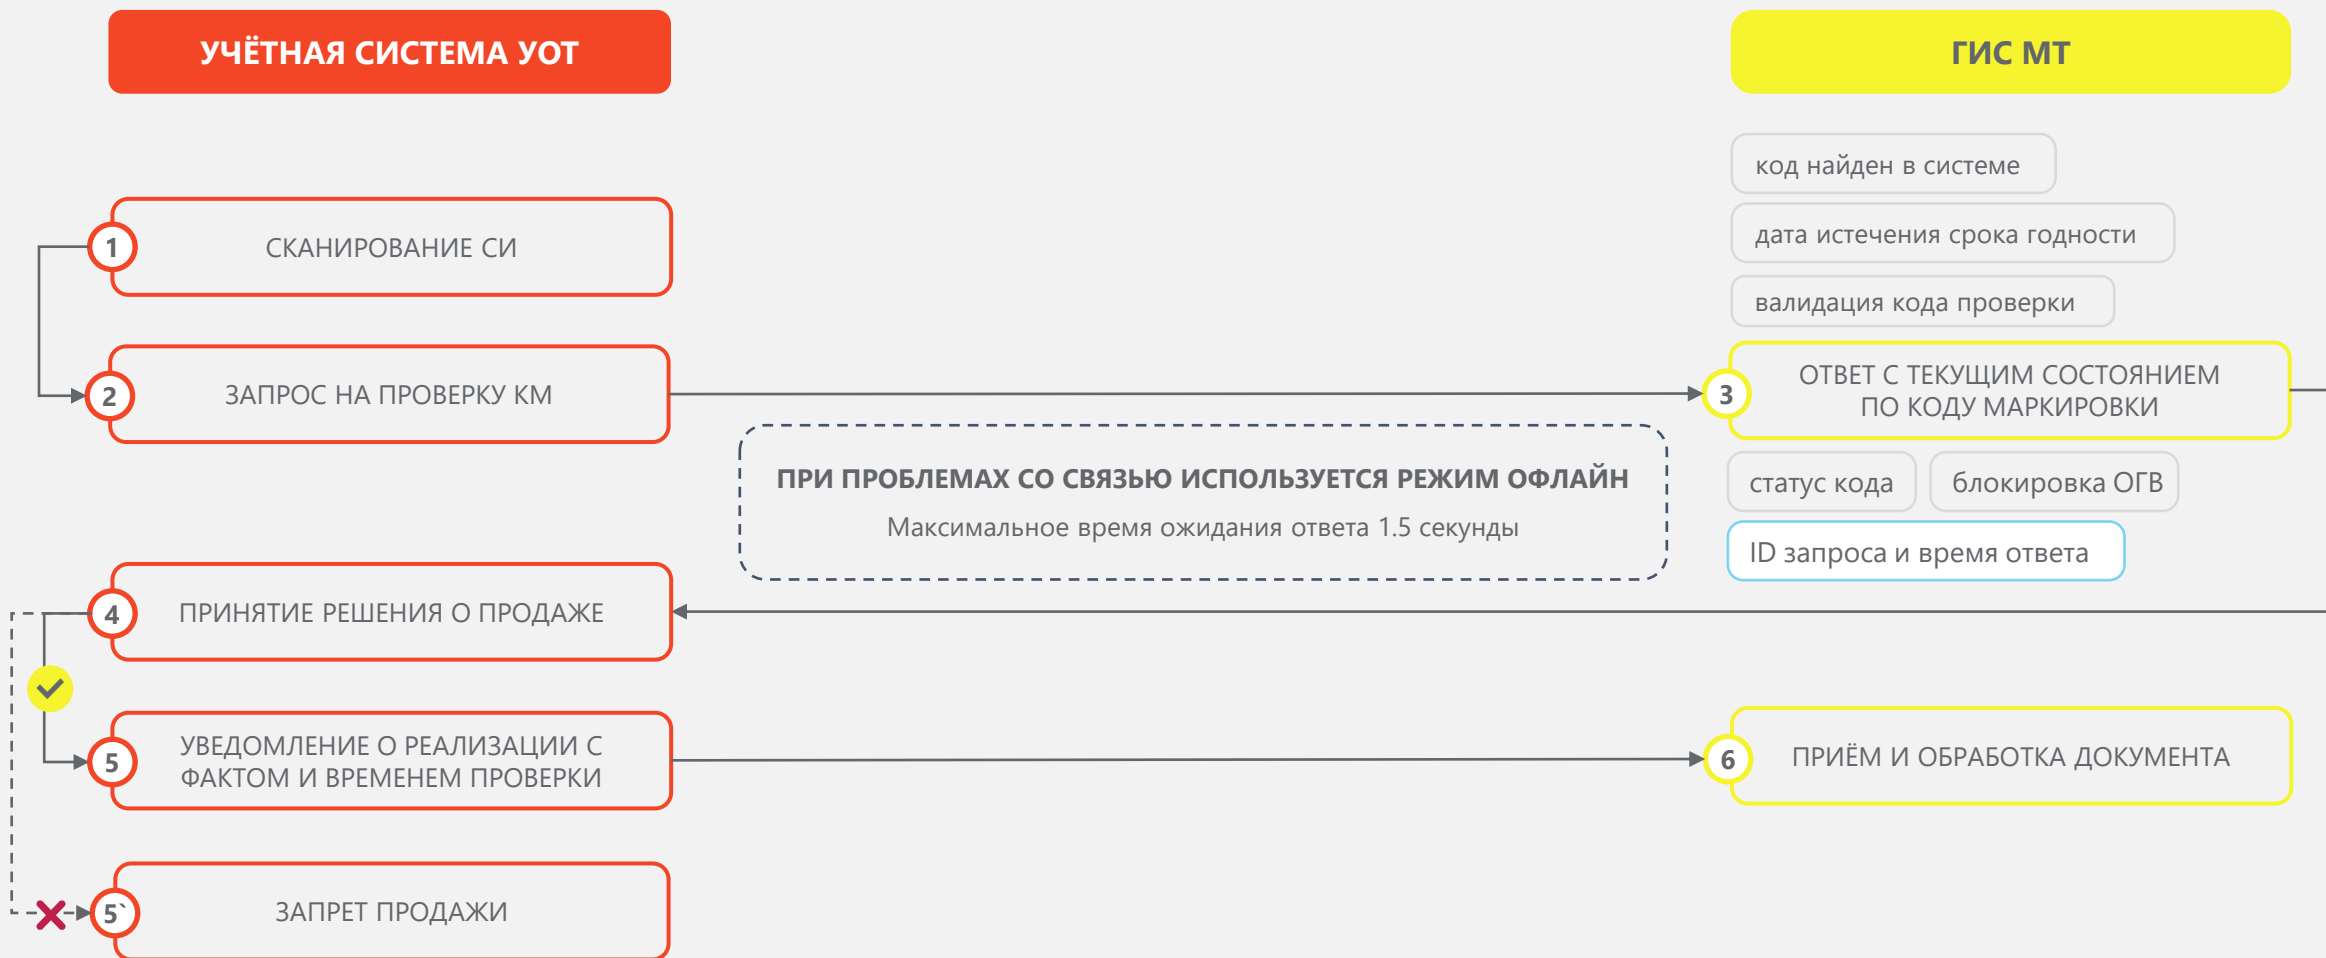 УЧЁТНАЯ СИСТЕМА УОТ
ГИС МТ
код найден в системе
дата истечения срока годности
валидация кода проверки
1
СКАНИРОВАНИЕ СИ
2
ЗАПРОС НА ПРОВЕРКУ КМ
3
ОТВЕТ С ТЕКУЩИМ СОСТОЯНИЕМ
ПО КОДУ МАРКИРОВКИ
ПРИ ПРОБЛЕМАХ СО СВЯЗЬЮ ИСПОЛЬЗУЕТСЯ РЕЖИМ ОФЛАЙН
Максимальное время ожидания ответа 1.5 секунды
статус кода
блокировка ОГВ
ID запроса и время ответа
4
ПРИНЯТИЕ РЕШЕНИЯ О ПРОДАЖЕ
5
УВЕДОМЛЕНИЕ О РЕАЛИЗАЦИИ С
ФАКТОМ И ВРЕМЕНЕМ ПРОВЕРКИ
6
ПРИЁМ И ОБРАБОТКА ДОКУМЕНТА
5`
ЗАПРЕТ ПРОДАЖИ